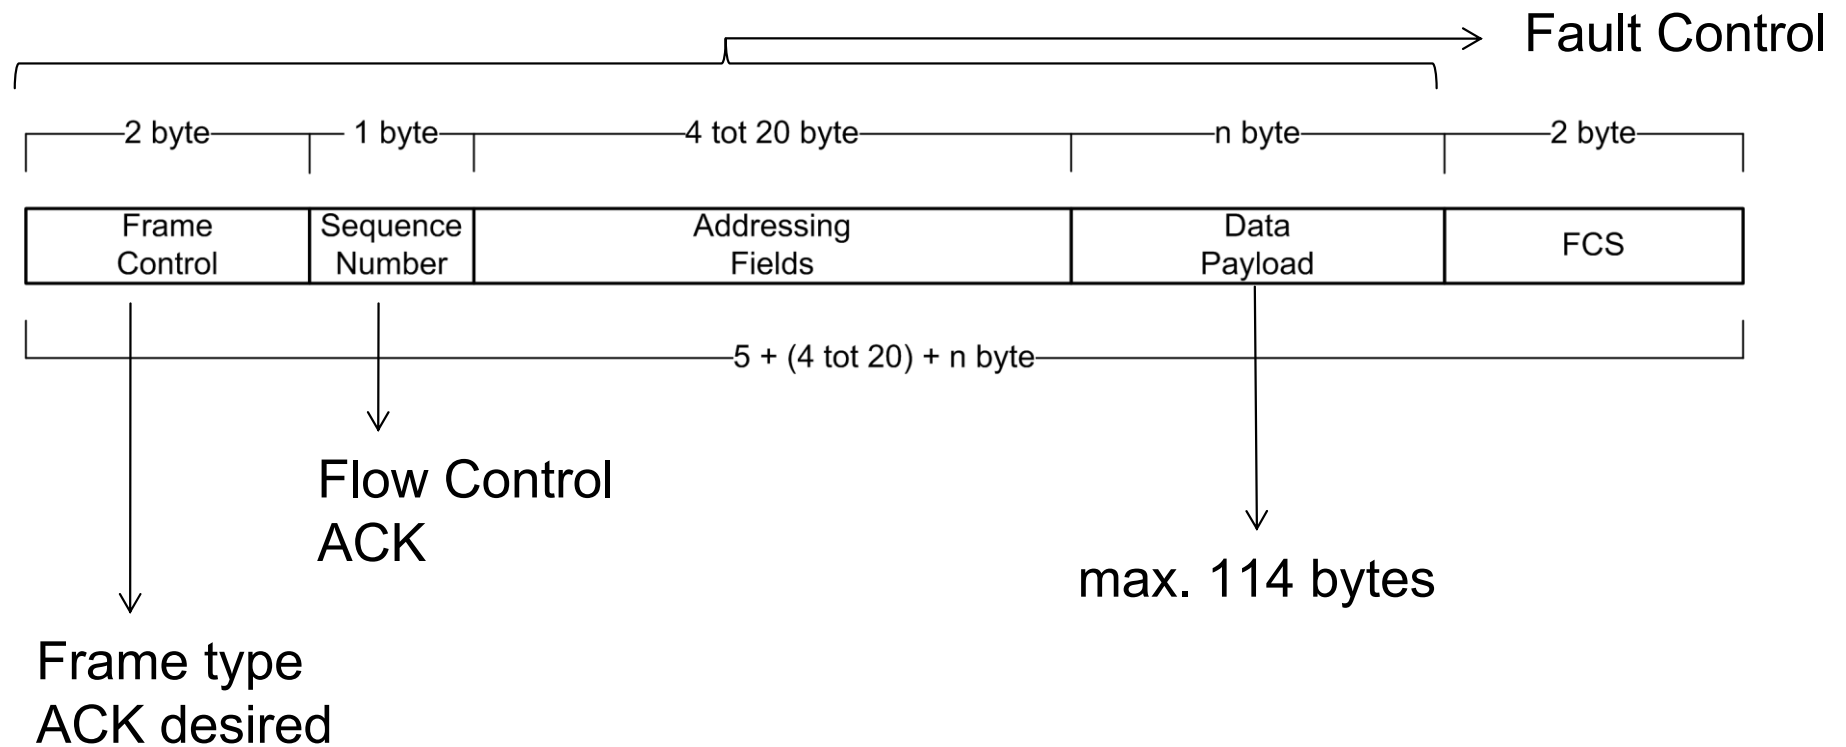 Fault Control
2 byte
1 byte
4 tot 20 byte
n byte
2 byte
Frame
Control
Sequence
Number
Addressing
Fields
Data
Payload
FCS
5 + (4 tot 20) + n byte
Flow Control
ACK
max. 114 bytes
Frame type
ACK desired